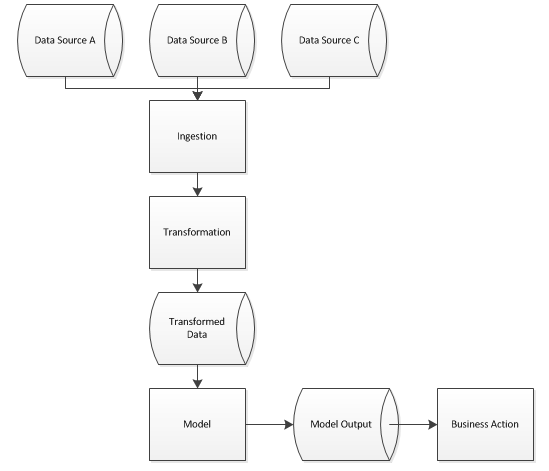 Data Source A
Data Source B
Data Source C
Ingestion
Transformation
Transformed
Data
Model
Model Output
Business Action